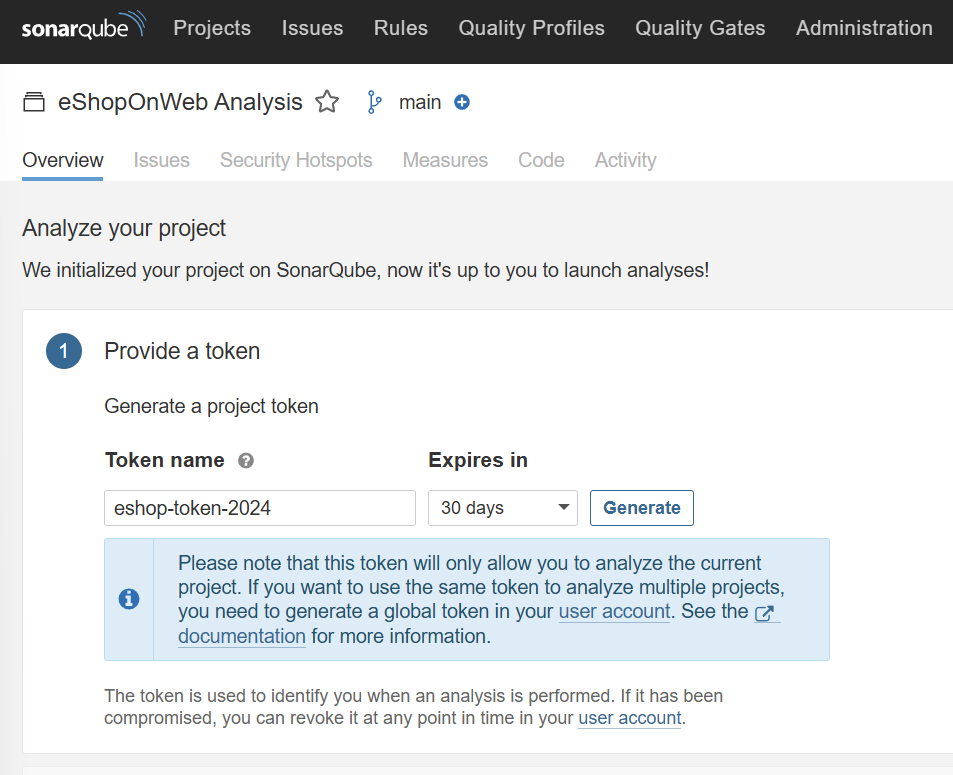 sonarqube Projects Issues Rules Quality Profiles Quality Gates Administration
eShopOnWeb Analysis main
Overview Issues Security Hotspots Measures Code Activity
Analyze your project
We initialized your project on SonarQube, now it's up to you to launch analyses!
1 Provide a token
Generate a project token
Token name ? Expires in
eshop-token-2024 30 days Generate
Please note that this token will only allow you to analyze the current
project. If you want to use the same token to analyze multiple projects,
you need to generate a global token in your user account. See the
documentation for more information.
The token is used to identify you when an analysis is performed. If it has been
compromised, you can revoke it at any point in time in your user account.